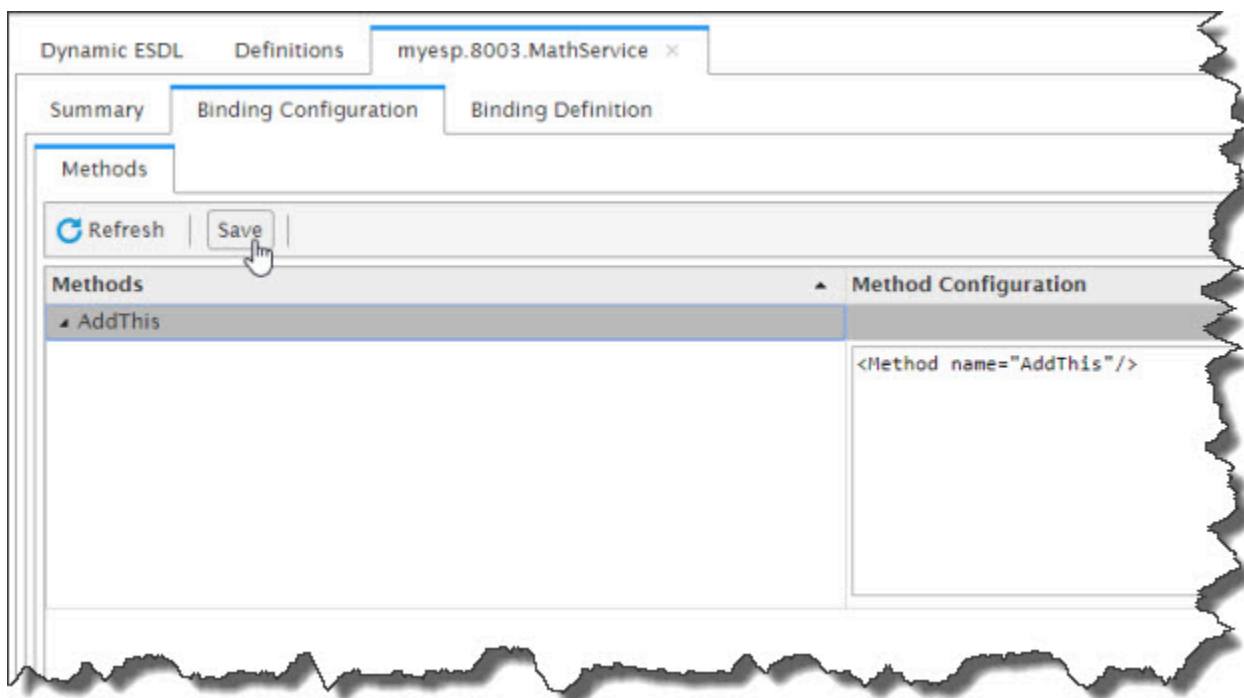 Dynamic ESDL Definitions myesp.8003.MathService ×
Summary Binding Configuration Binding Definition
Methods
Refresh Save
Methods Method Configuration
AddThis
<Method name="AddThis"/>